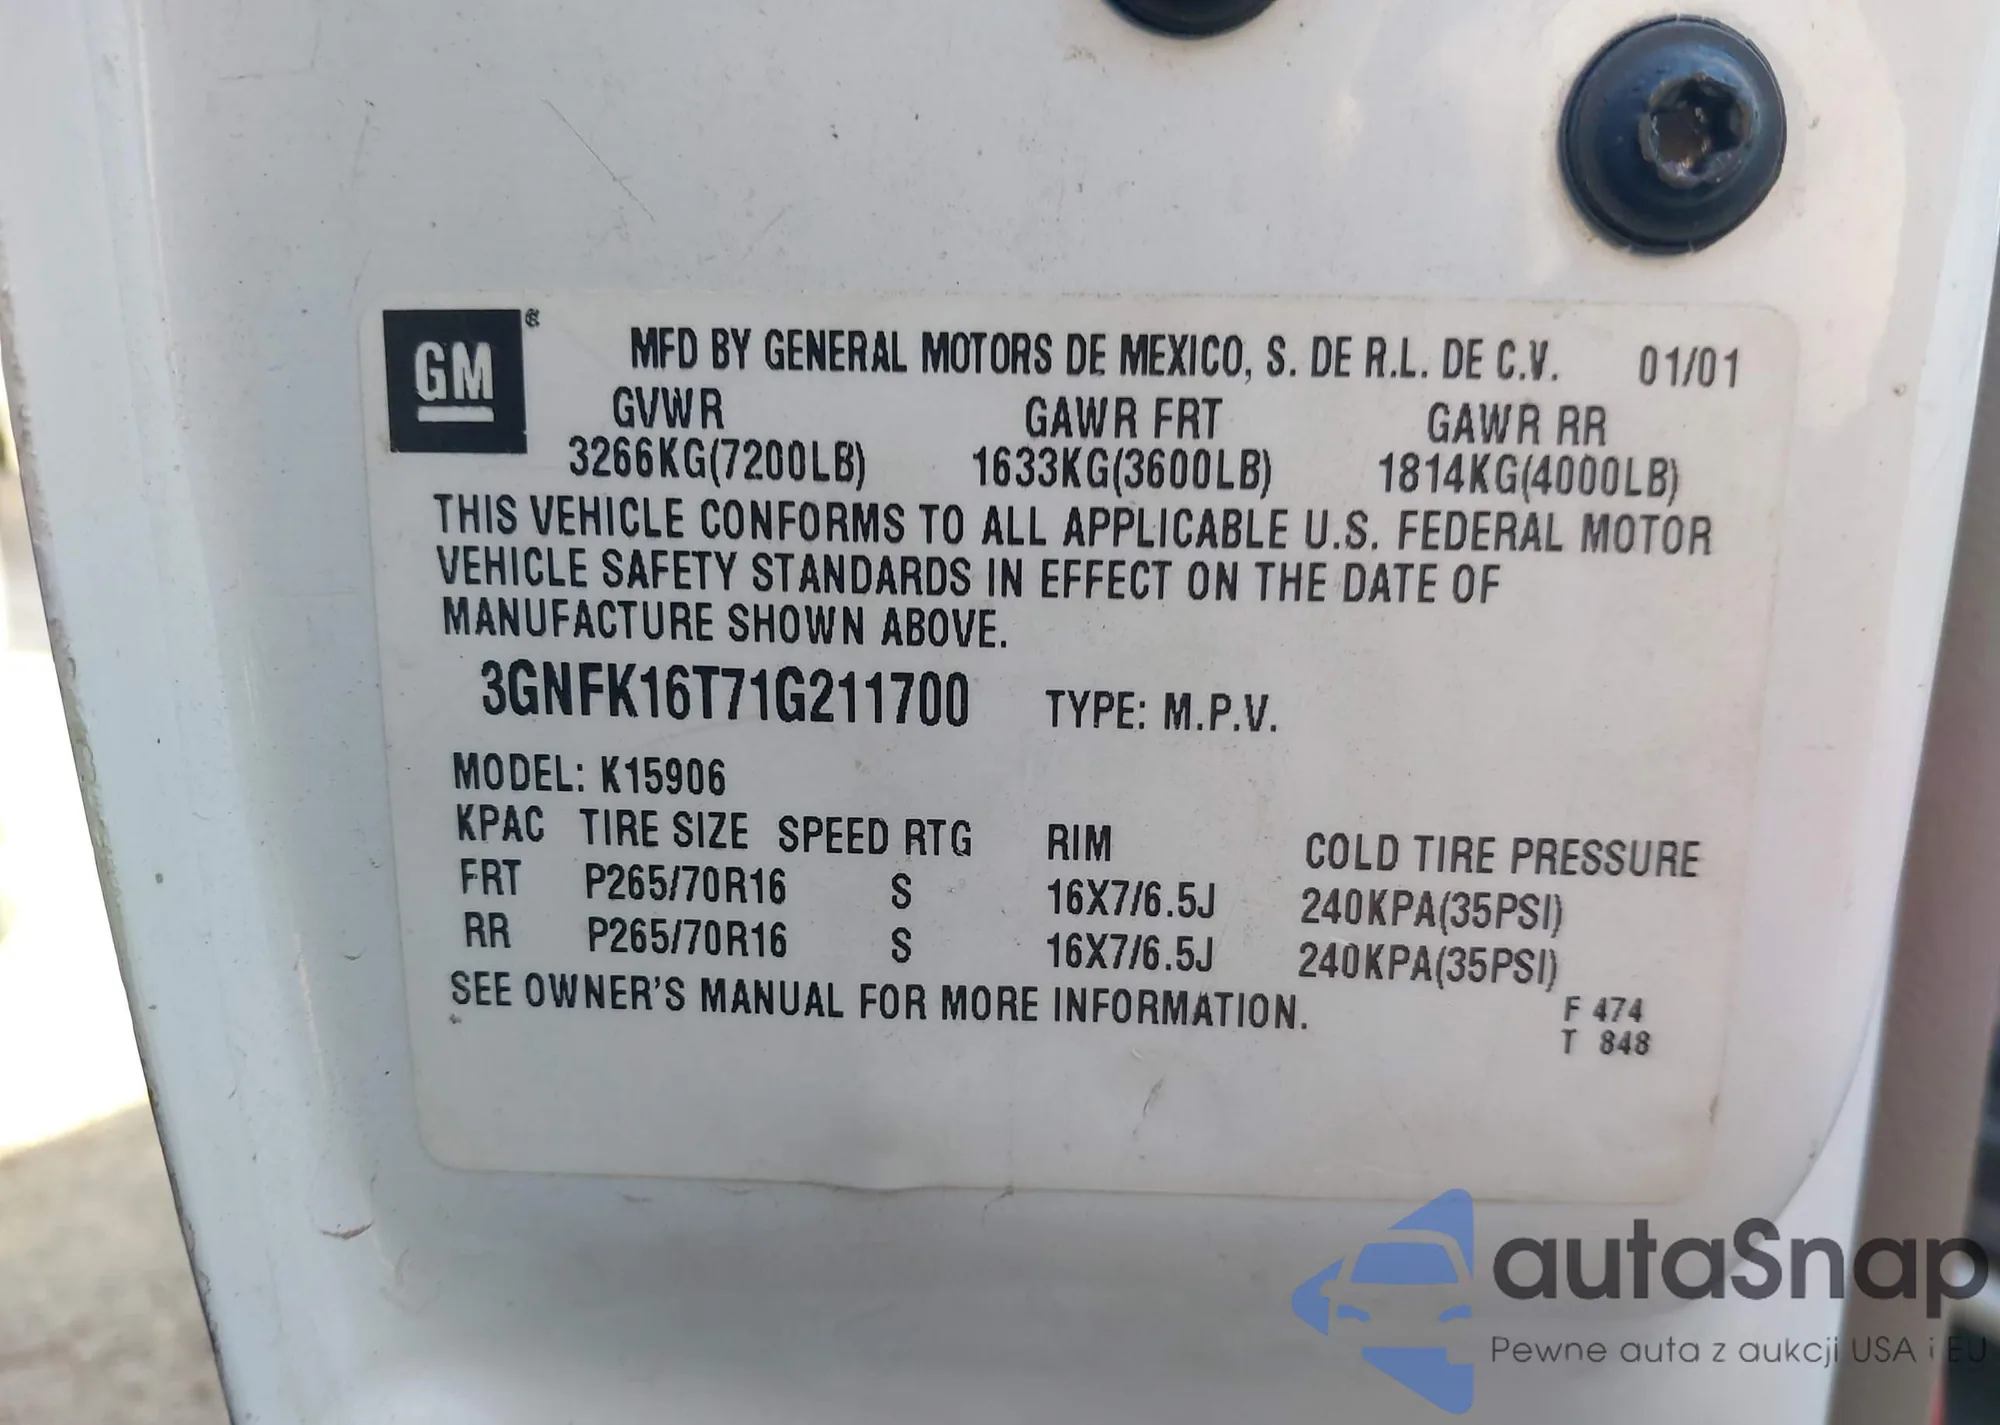 GM
MFD BY GENERAL MOTORS DE MEXICO, S. DE R.L. DE C.V. 01/01
GVWR GAWR FRT GAWR RR
3266KG(7200LB) 1633KG(3600LB) 1814KG(4000LB)
THIS VEHICLE CONFORMS TO ALL APPLICABLE U.S. FEDERAL MOTOR
VEHICLE SAFETY STANDARDS IN EFFECT ON THE DATE OF
MANUFACTURE SHOWN ABOVE.
3GNFK16T71G211700 TYPE: M.P.V.
MODEL: K15906
KPAC TIRE SIZE SPEED RTG RIM COLD TIRE PRESSURE
FRT P265/70R16 S 16X7/6.5J 240KPA(35PSI)
RR P265/70R16 S 16X7/6.5J 240KPA(35PSI)
SEE OWNER'S MANUAL FOR MORE INFORMATION.
F 474
T 848
autaSnap
Pewne auta z aukcji USA i EU